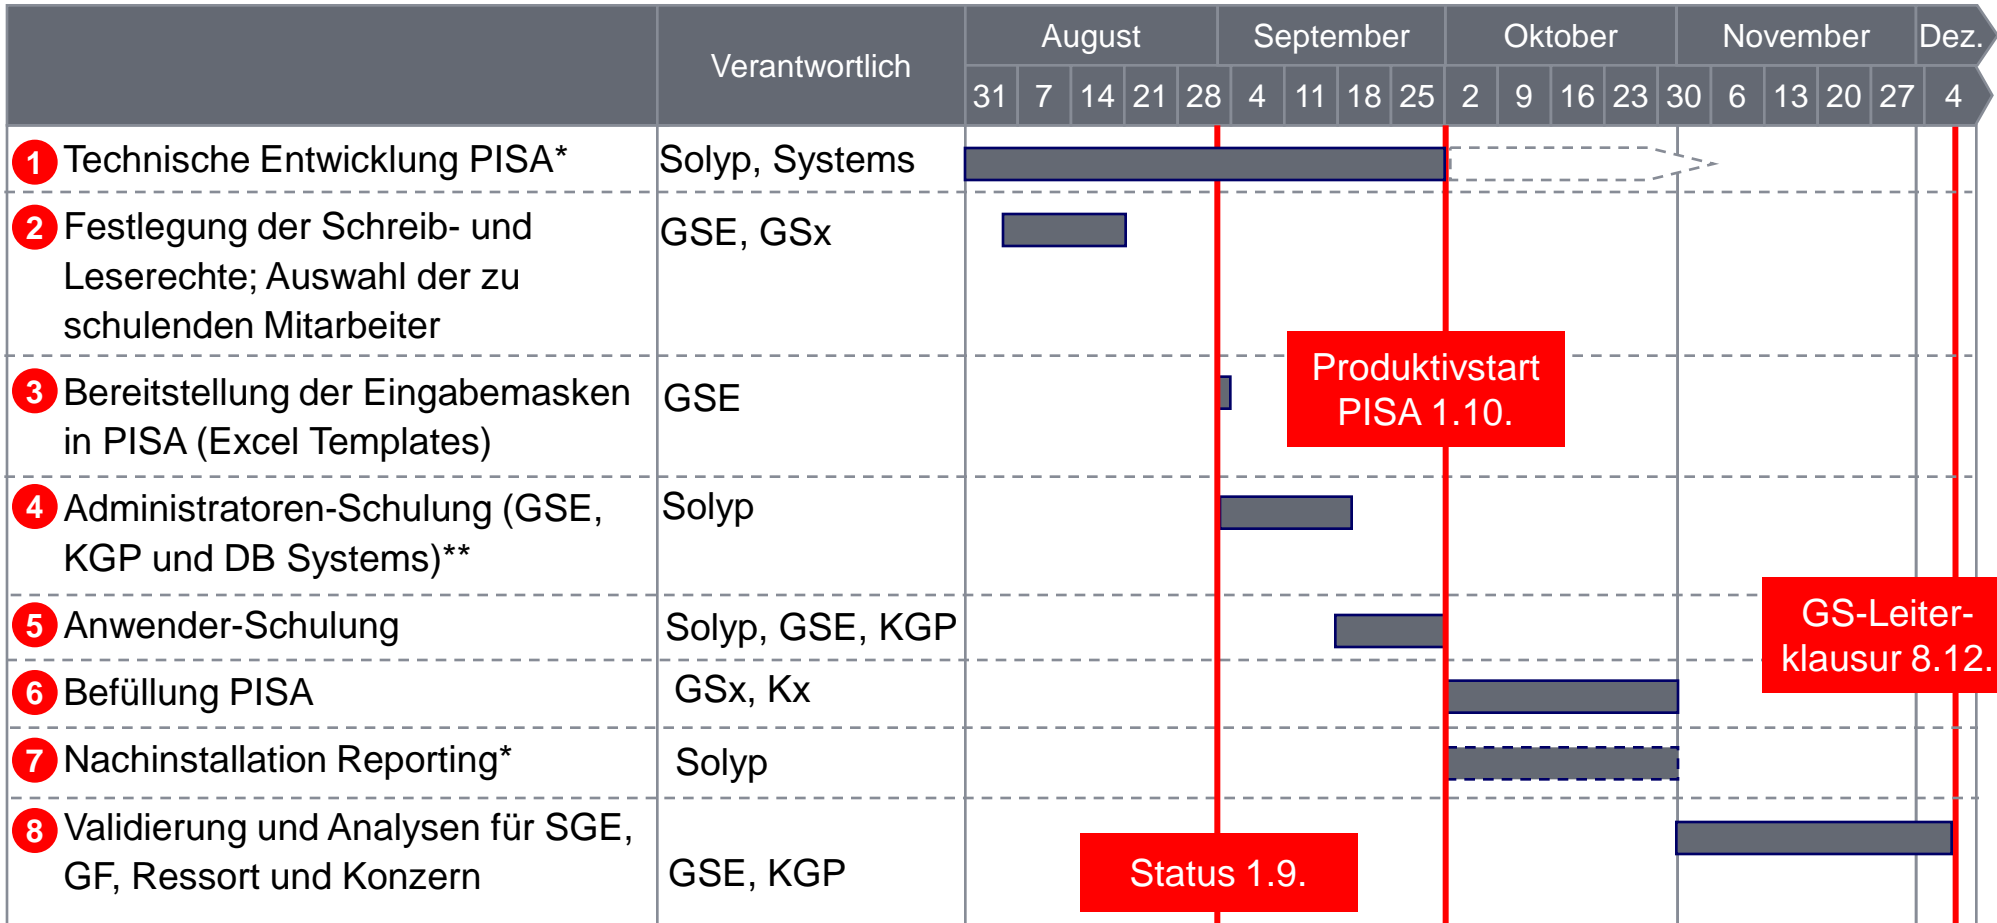 Verantwortlich
August
September
Oktober
November
Dez.
31 7 14 21 28 4 11 18 25 2 9 16 23 30 6 13 20 27 4
1 Technische Entwicklung PISA*
Solyp, Systems
2 Festlegung der Schreib- und
Leserechte; Auswahl der zu
schulenden Mitarbeiter
GSE, GSx
3 Bereitstellung der Eingabemasken
in PISA (Excel Templates)
GSE
Produktivstart
PISA 1.10.
4 Administratoren-Schulung (GSE,
KGP und DB Systems)**
Solyp
5 Anwender-Schulung
Solyp, GSE, KGP
GS-Leiter-
klausur 8.12.
6 Befüllung PISA
GSx, Kx
7 Nachinstallation Reporting*
Solyp
8 Validierung und Analysen für SGE,
GF, Ressort und Konzern
GSE, KGP
Status 1.9.